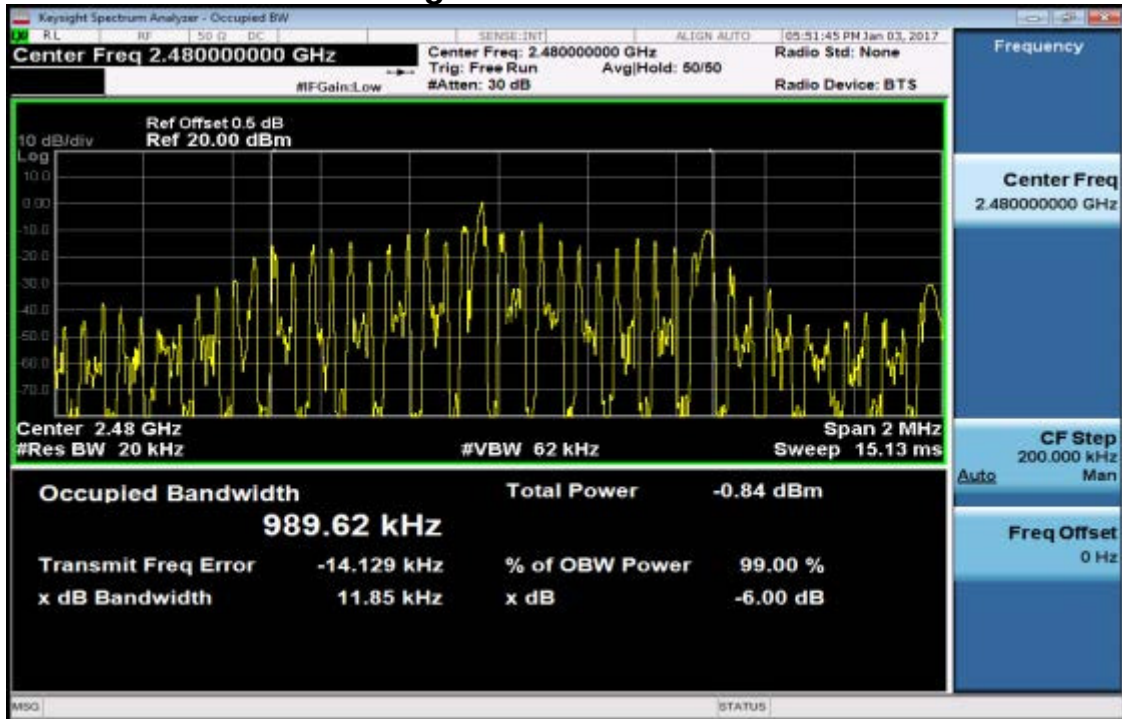 Keysight Spectrum Analyzer - Occupied BW
RL RF 50 Ω DC SENSE:INT ALIGN AUTO 05:51:45 PM Jan 03, 2017
Center Freq 2.480000000 GHz
Center Freq: 2.480000000 GHz
Radio Std: None
Trig: Free Run Avg|Hold: 50/50
#IFGain:Low #Atten: 30 dB Radio Device: BTS
Frequency
Ref Offset 0.5 dB
10 dB/div Ref 20.00 dBm
Log
10.0
0.00
-10.0
-20.0
-30.0
-40.0
-50.0
-60.0
-70.0
Center 2.48 GHz Span 2 MHz
#Res BW 20 kHz #VBW 62 kHz Sweep 15.13 ms
Occupied Bandwidth Total Power -0.84 dBm
989.62 kHz
Transmit Freq Error -14.129 kHz % of OBW Power 99.00 %
x dB Bandwidth 11.85 kHz x dB -6.00 dB
Center Freq
2.480000000 GHz
CF Step
200.000 kHz
Auto Man
Freq Offset
0 Hz
MSG STATUS